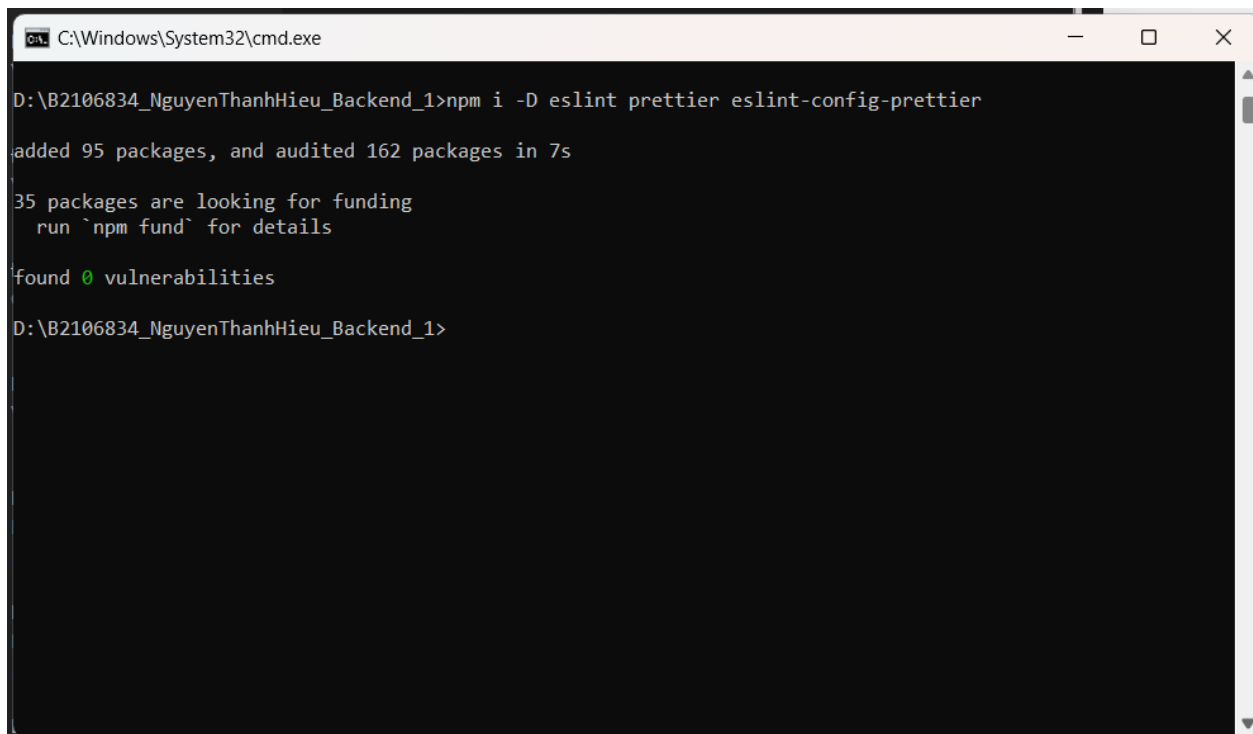 C:\Windows\System32\cmd.exe
D:\B2106834_NguyenThanhHieu_Backend_1>npm i -D eslint prettier eslint-config-prettier
added 95 packages, and audited 162 packages in 7s
35 packages are looking for funding
  run `npm fund` for details
found 0 vulnerabilities
D:\B2106834_NguyenThanhHieu_Backend_1>